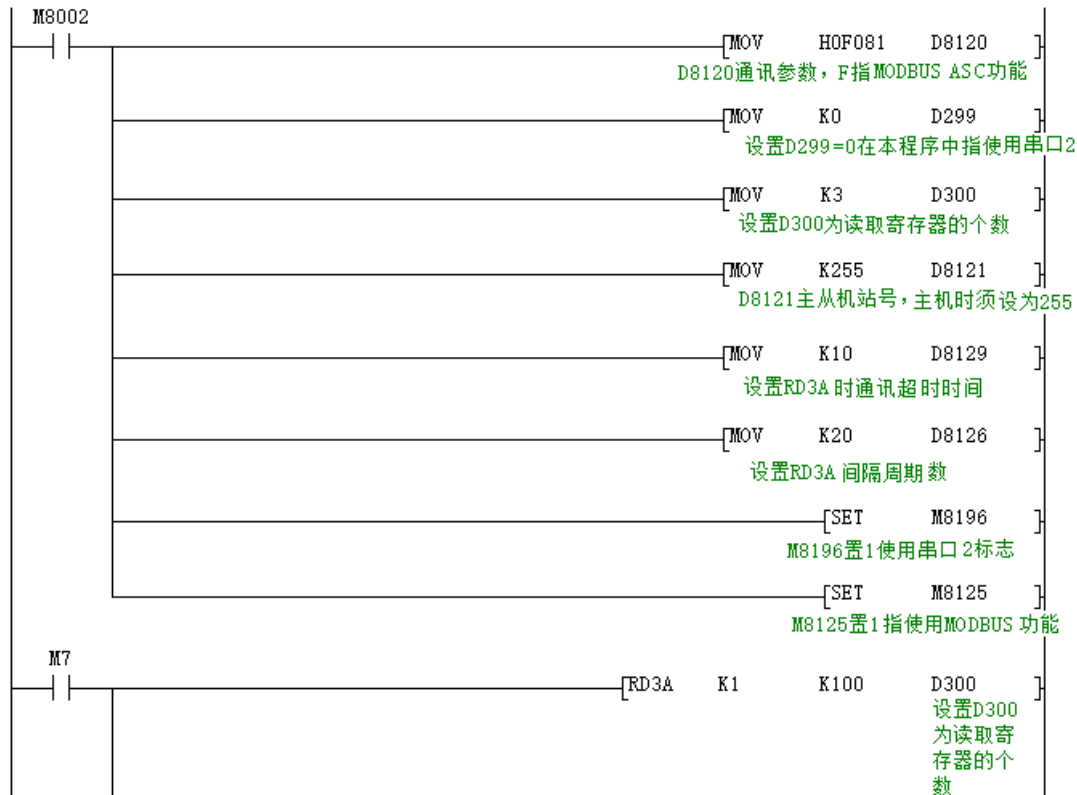 M8002
MOV H0F081 D8120
D8120通讯参数，F指MODBUS ASC功能
MOV K0 D299
设置D299=0在本程序中指使用串口2
MOV K3 D300
设置D300为读取寄存器的个数
MOV K255 D8121
D8121主从机站号，主机时须设为255
MOV K10 D8129
设置RD3A时通讯超时时间
MOV K20 D8126
设置RD3A 间隔周期数
SET M8196
M8196置1使用串口2标志
SET M8125
M8125置1指使用MODBUS 功能
M7
RD3A K1 K100 D300
设置D300
为读取寄
存器的个
数